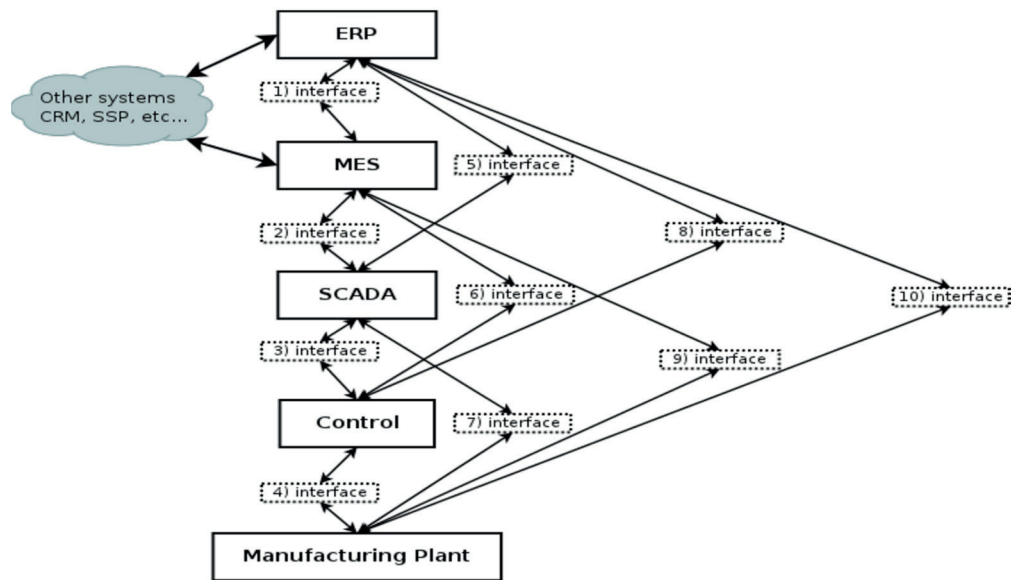 ERP
1) interface
Other systems
CRM, SSP, etc...
MES
5) interface
2) interface
8) interface
SCADA
6) interface
10) interface
3) interface
9) interface
Control
7) interface
4) interface
Manufacturing Plant